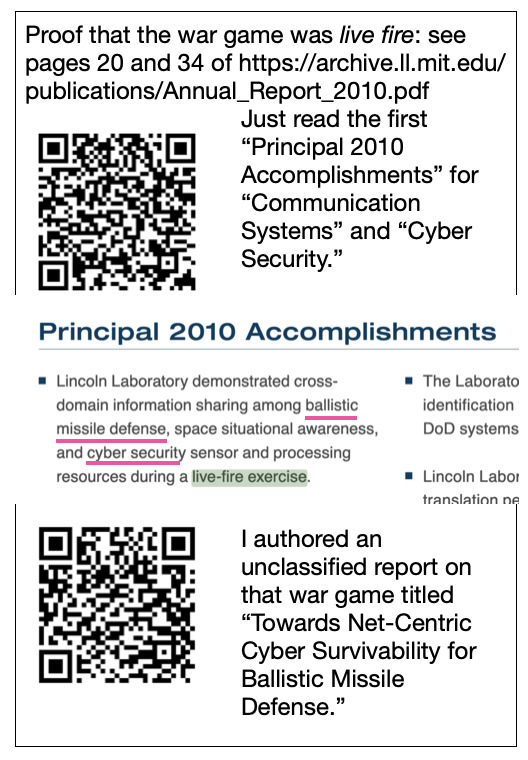 Proof that the war game was live fire: see
pages 20 and 34 of https://archive.ll.mit.edu/
publications/Annual_Report_2010.pdf
Just read the first
“Principal 2010
Accomplishments” for
“Communication
Systems” and “Cyber
Security.”
Principal 2010 Accomplishments
■ Lincoln Laboratory demonstrated cross-
domain information sharing among ballistic
missile defense, space situational awareness,
and cyber security sensor and processing
resources during a live-fire exercise.
■ The Laborato
identification
DoD systems
■ Lincoln Labor
translation pe
I authored an
unclassified report on
that war game titled
“Towards Net-Centric
Cyber Survivability for
Ballistic Missile
Defense.”